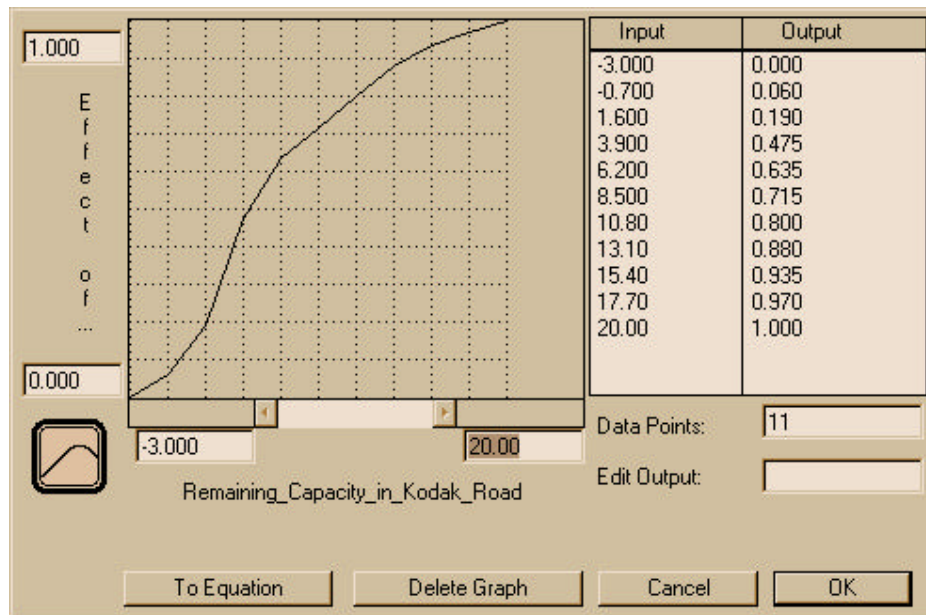 1.000
Effect of...
0.000
-3.000
20.00
Remaining_Capacity_in_Kodak_Road
Input Output
-3.000 0.000
-0.700 0.060
1.600 0.190
3.900 0.475
6.200 0.635
8.500 0.715
10.80 0.800
13.10 0.880
15.40 0.935
17.70 0.970
20.00 1.000
Data Points: 11
Edit Output:
To Equation
Delete Graph
Cancel
OK